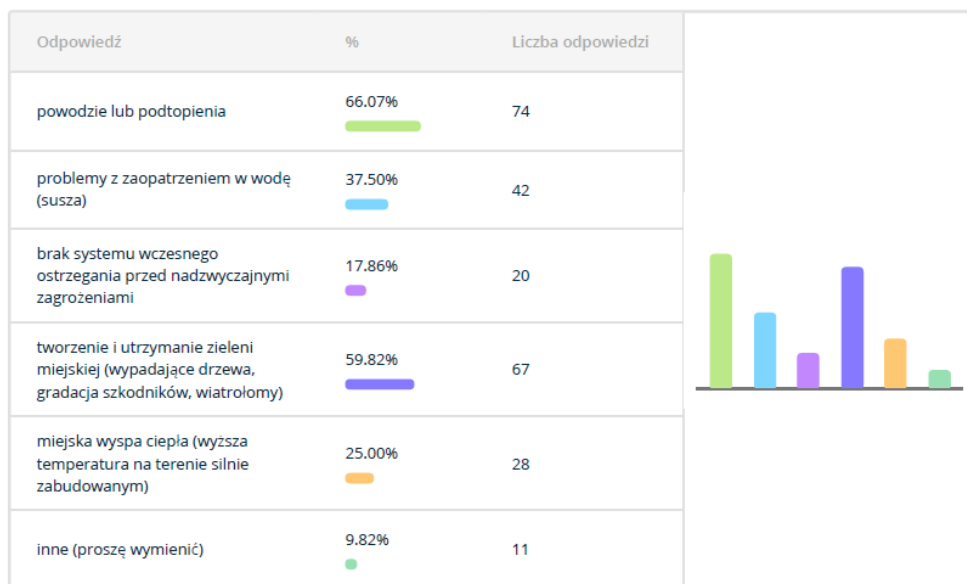 Odpowiedź % Liczba odpowiedzi
powodzie lub podtopienia 66.07% 74
problemy z zaopatrzeniem w wodę
(susza) 37.50% 42
brak systemu wczesnego
ostrzegania przed nadzwyczajnymi
zagrożeniami 17.86% 20
tworzenie i utrzymanie zieleni
miejskiej (wypadające drzewa,
gradacja szkodników, wiatrołomy) 59.82% 67
miejska wyspa ciepła (wyższa
temperatura na terenie silnie
zabudowanym) 25.00% 28
inne (proszę wymienić) 9.82% 11